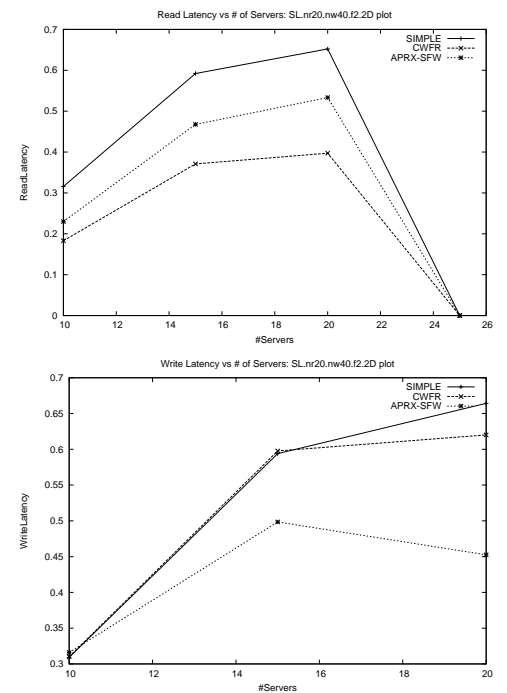 Read Latency vs # of Servers: SL.nr20.nw40.f2.2D plot
0.7
SIMPLE
CWFR
APRX-SFW
0.6
0.5
0.4
0.3
0.2
0.1
0
ReadLatency
10 12 14 16 18 20 22 24 26
#Servers
Write Latency vs # of Servers: SL.nr20.nw40.f2.2D plot
0.7
SIMPLE
CWFR
APRX-SFW
0.65
0.6
0.55
0.5
0.45
0.4
0.35
0.3
WriteLatency
10 12 14 16 18 20
#Servers